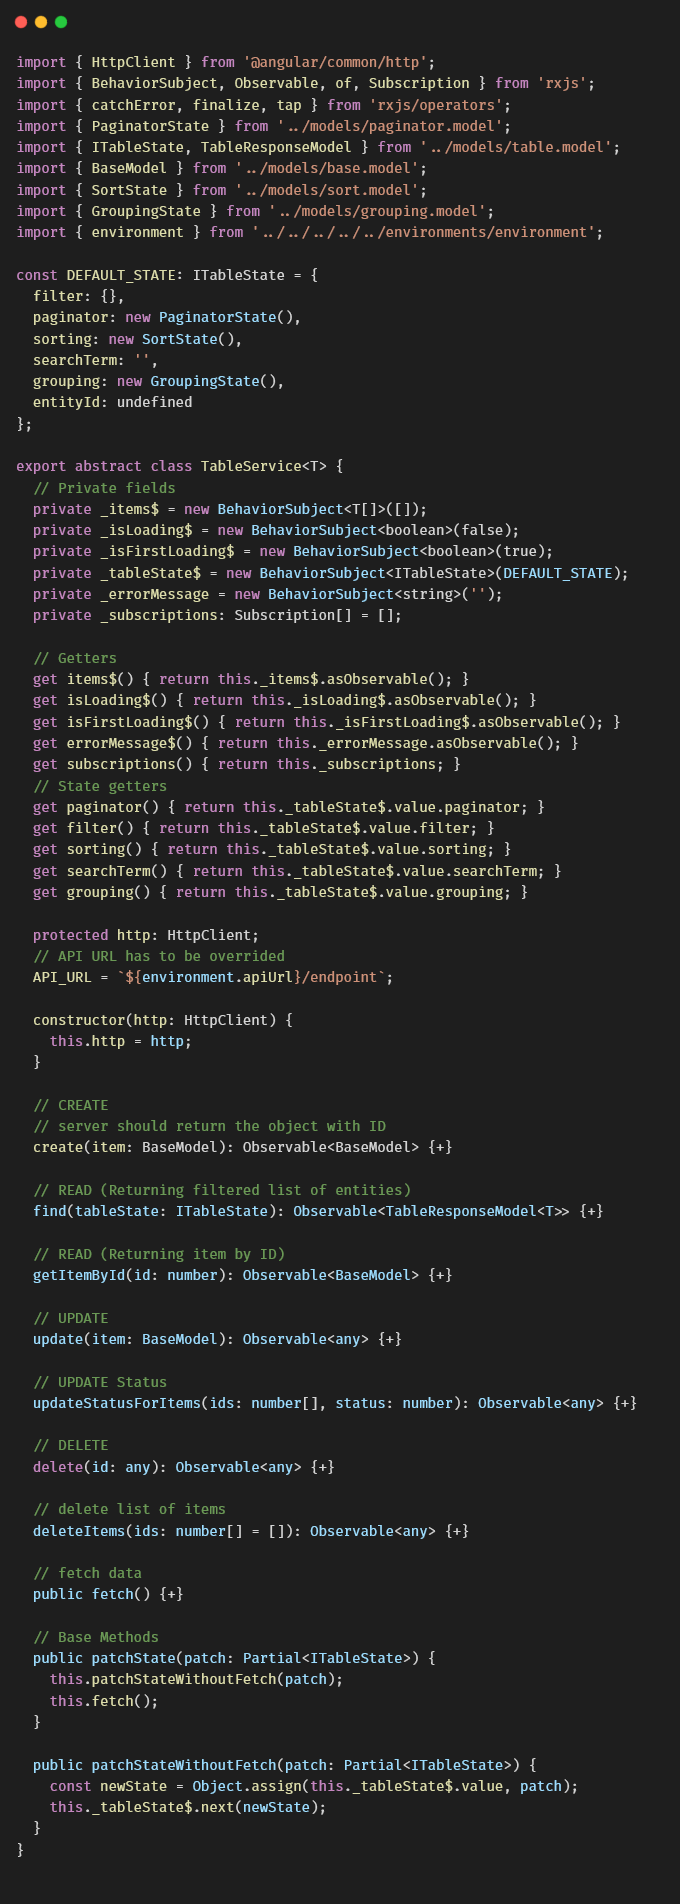 import { HttpClient } from '@angular/common/http';
import { BehaviorSubject, Observable, of, Subscription } from 'rxjs';
import { catchError, finalize, tap } from 'rxjs/operators';
import { PaginatorState } from '../models/paginator.model';
import { ITableState, TableResponseModel } from '../models/table.model';
import { BaseModel } from '../models/base.model';
import { SortState } from '../models/sort.model';
import { GroupingState } from '../models/grouping.model';
import { environment } from '../../../../../environments/environment';

const DEFAULT_STATE: ITableState = {
  filter: {},
  paginator: new PaginatorState(),
  sorting: new SortState(),
  searchTerm: '',
  grouping: new GroupingState(),
  entityId: undefined
};

export abstract class TableService<T> {
  // Private fields
  private _items$ = new BehaviorSubject<T[]>([]);
  private _isLoading$ = new BehaviorSubject<boolean>(false);
  private _isFirstLoading$ = new BehaviorSubject<boolean>(true);
  private _tableState$ = new BehaviorSubject<ITableState>(DEFAULT_STATE);
  private _errorMessage = new BehaviorSubject<string>('');
  private _subscriptions: Subscription[] = [];

  // Getters
  get items$() { return this._items$.asObservable(); }
  get isLoading$() { return this._isLoading$.asObservable(); }
  get isFirstLoading$() { return this._isFirstLoading$.asObservable(); }
  get errorMessage$() { return this._errorMessage.asObservable(); }
  get subscriptions() { return this._subscriptions; }
  // State getters
  get paginator() { return this._tableState$.value.paginator; }
  get filter() { return this._tableState$.value.filter; }
  get sorting() { return this._tableState$.value.sorting; }
  get searchTerm() { return this._tableState$.value.searchTerm; }
  get grouping() { return this._tableState$.value.grouping; }

  protected http: HttpClient;
  // API URL has to be overrided
  API_URL = `${environment.apiUrl}/endpoint`;

  constructor(http: HttpClient) {
    this.http = http;
  }

  // CREATE
  // server should return the object with ID
  create(item: BaseModel): Observable<BaseModel> {+}

  // READ (Returning filtered list of entities)
  find(tableState: ITableState): Observable<TableResponseModel<T>> {+}

  // READ (Returning item by ID)
  getItemById(id: number): Observable<BaseModel> {+}

  // UPDATE
  update(item: BaseModel): Observable<any> {+}

  // UPDATE Status
  updateStatusForItems(ids: number[], status: number): Observable<any> {+}

  // DELETE
  delete(id: any): Observable<any> {+}

  // delete list of items
  deleteItems(ids: number[] = []): Observable<any> {+}

  // fetch data
  public fetch() {+}

  // Base Methods
  public patchState(patch: Partial<ITableState>) {
    this.patchStateWithoutFetch(patch);
    this.fetch();
  }

  public patchStateWithoutFetch(patch: Partial<ITableState>) {
    const newState = Object.assign(this._tableState$.value, patch);
    this._tableState$.next(newState);
  }
}